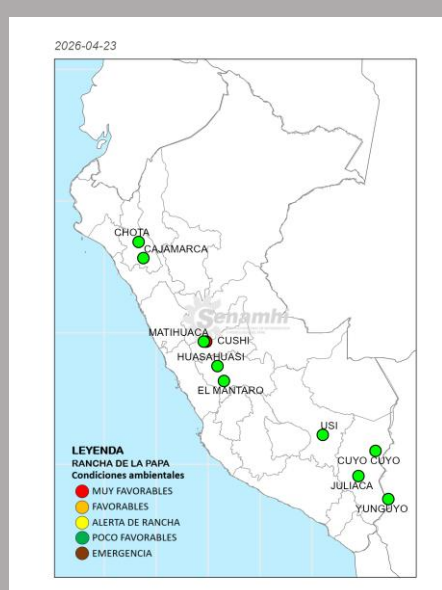 2026-04-23
CHOTA
CAJAMARCA
Senamhi
MATIHUACA
CUSHI
HUASAHUASI
EL MANTARO
USI
CUYO CUYO
JULIACA
YUNGUYO
LEYENDA
RANCHA DE LA PAPA
Condiciones ambientales
MUY FAVORABLES
FAVORABLES
ALERTA DE RANCHA
POCO FAVORABLES
EMERGENCIA